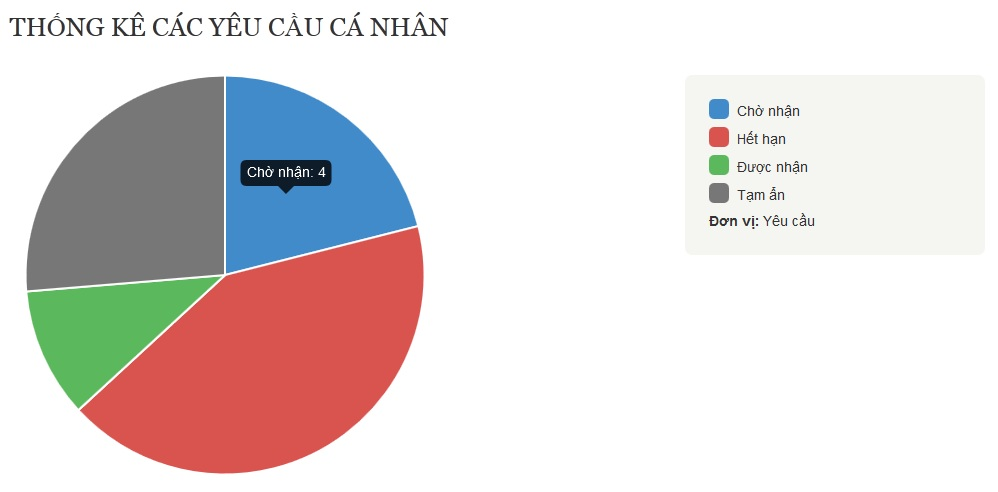 THỐNG KÊ CÁC YÊU CẦU CÁ NHÂN
Chờ nhận: 4
Chờ nhận
Hết hạn
Được nhận
Tạm ẩn
Đơn vị: Yêu cầu